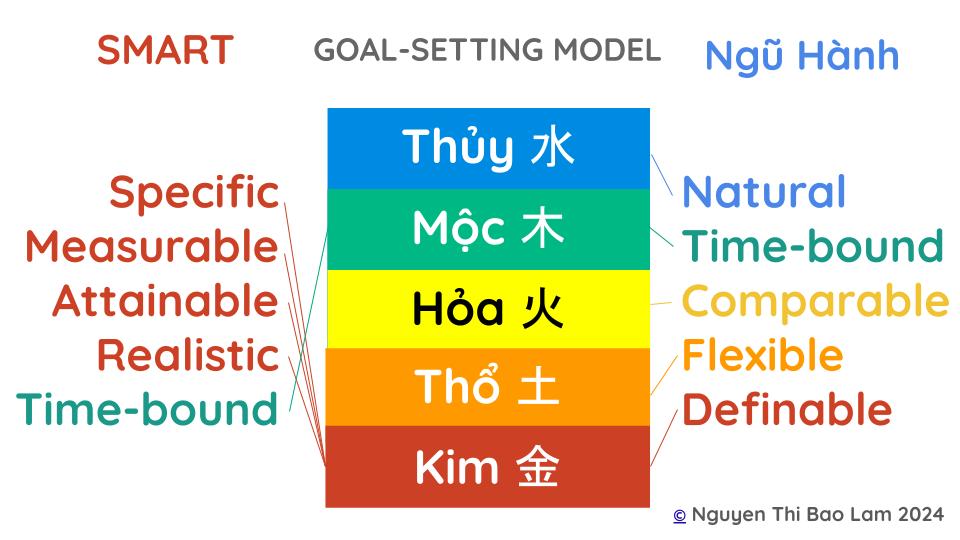 SMART
GOAL-SETTING MODEL
Ngũ Hành
Specific
Measurable
Attainable
Realistic
Time-bound
Thủy 水
Mộc 木
Hỏa 火
Thổ 土
Kim 金
Natural
Time-bound
Comparable
Flexible
Definable
© Nguyen Thi Bao Lam 2024